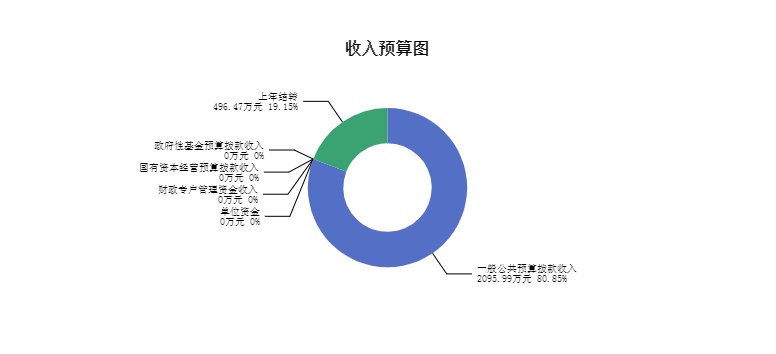 收入预算图
上年结转
496.47万元 19.15%
政府性基金预算拨款收入
0万元 0%
国有资本经营预算拨款收入
0万元 0%
财政专户管理资金收入
0万元 0%
单位资金
0万元 0%
一般公共预算拨款收入
2095.99万元 80.85%